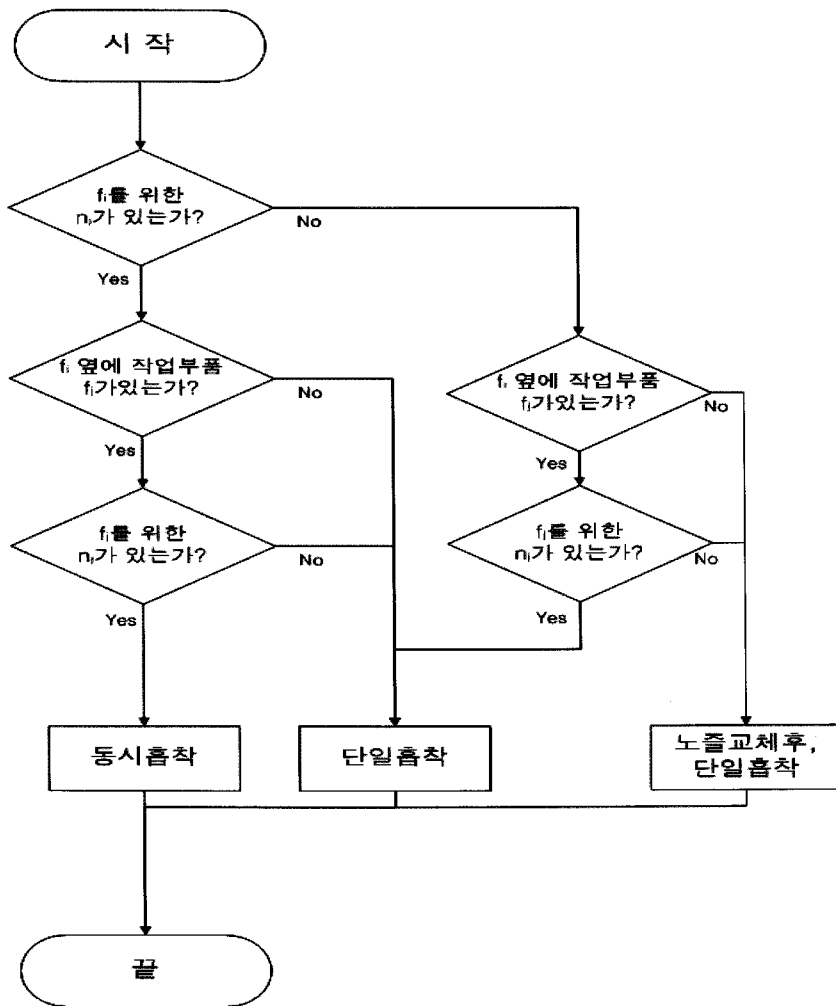 시 작
fᵢ를 위한
nᵢ가 있는가?
No
Yes
fᵢ 옆에 작업부품
fⱼ가있는가?
No
Yes
fⱼ를 위한
nⱼ가 있는가?
No
Yes
fᵢ 옆에 작업부품
fⱼ가있는가?
No
Yes
fⱼ를 위한
nⱼ가 있는가?
No
Yes
동시흡착
단일흡착
노즐교체후,
단일흡착
끝